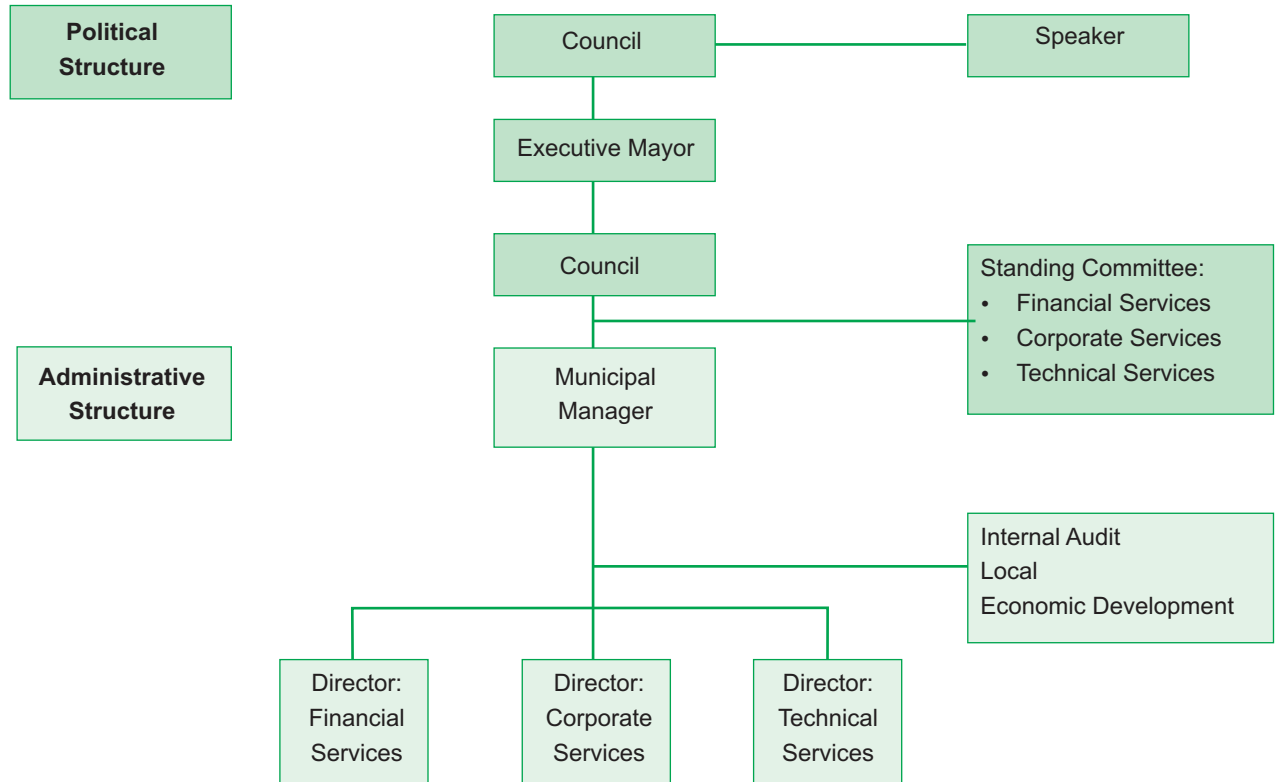 Political
Structure
Council
Speaker
Executive Mayor
Council
Standing Committee:
• Financial Services
• Corporate Services
• Technical Services
Administrative
Structure
Municipal
Manager
Internal Audit
Local
Economic Development
Director:
Financial
Services
Director:
Corporate
Services
Director:
Technical
Services